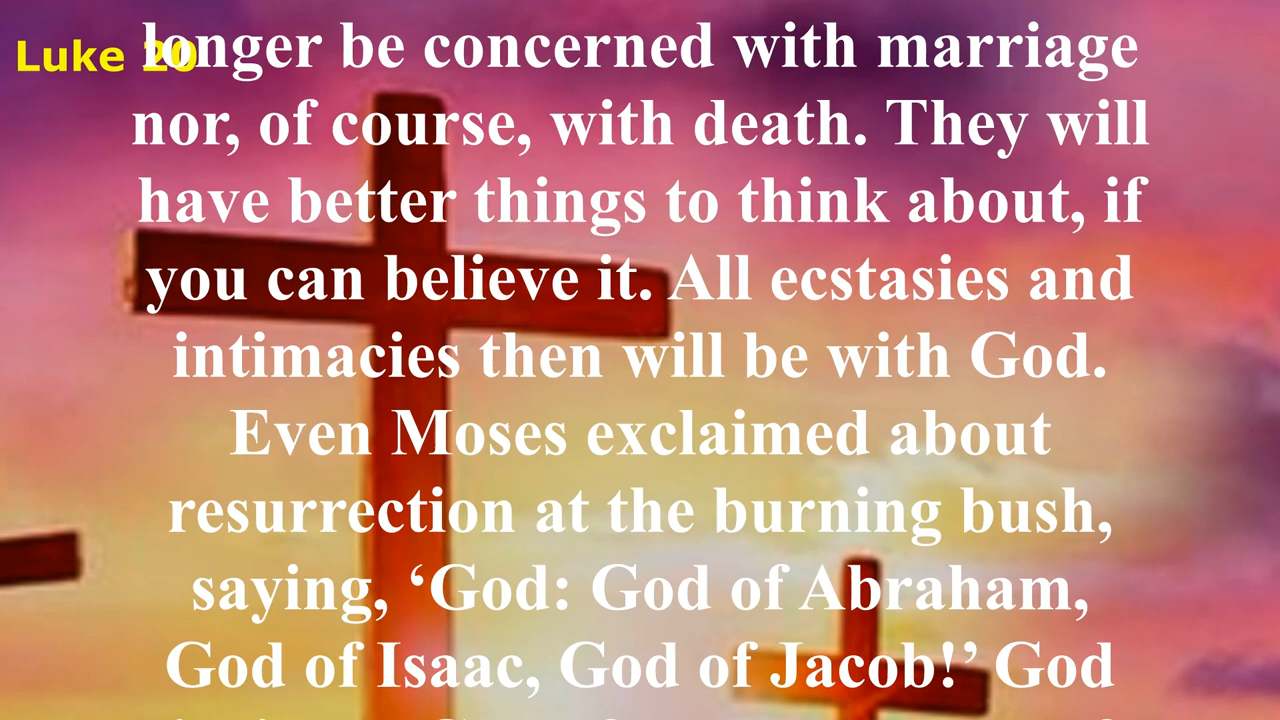 Luke 20
longer be concerned with marriage
nor, of course, with death. They will
have better things to think about, if
you can believe it. All ecstasies and
intimacies then will be with God.
Even Moses exclaimed about
resurrection at the burning bush,
saying, ‘God: God of Abraham,
God of Isaac, God of Jacob!’ God